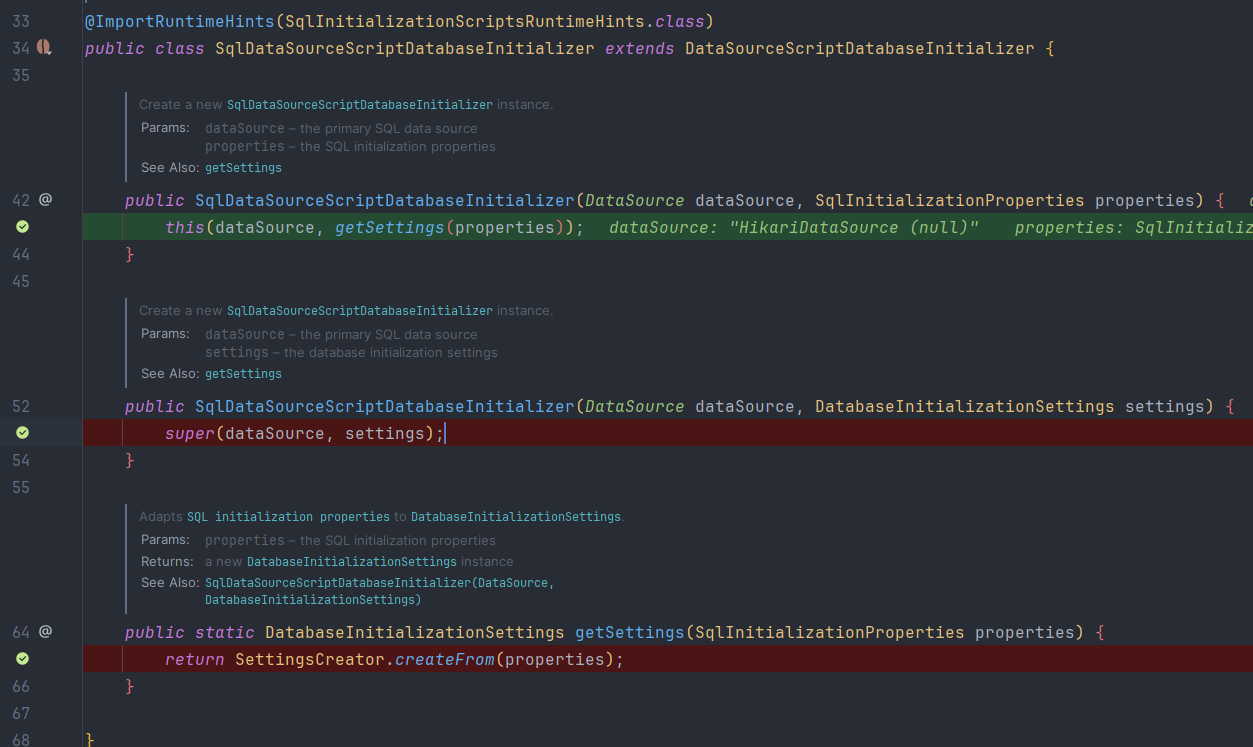 33 @ImportRuntimeHints(SqlInitializationScriptsRuntimeHints.class)
34 public class SqlDataSourceScriptDatabaseInitializer extends DataSourceScriptDatabaseInitializer {
35
Create a new SqlDataSourceScriptDatabaseInitializer instance.
Params: dataSource – the primary SQL data source
properties – the SQL initialization properties
See Also: getSettings
42 @ public SqlDataSourceScriptDatabaseInitializer(DataSource dataSource, SqlInitializationProperties properties) {
this(dataSource, getSettings(properties)); dataSource: "HikariDataSource (null)" properties: SqlInitializ
44 }
45
Create a new SqlDataSourceScriptDatabaseInitializer instance.
Params: dataSource – the primary SQL data source
settings – the database initialization settings
See Also: getSettings
52 public SqlDataSourceScriptDatabaseInitializer(DataSource dataSource, DatabaseInitializationSettings settings) {
super(dataSource, settings);
54 }
55
Adapts SQL initialization properties to DatabaseInitializationSettings.
Params: properties – the SQL initialization properties
Returns: a new DatabaseInitializationSettings instance
See Also: SqlDataSourceScriptDatabaseInitializer(DataSource,
DatabaseInitializationSettings)
64 @ public static DatabaseInitializationSettings getSettings(SqlInitializationProperties properties) {
return SettingsCreator.createFrom(properties);
66 }
67
68 }